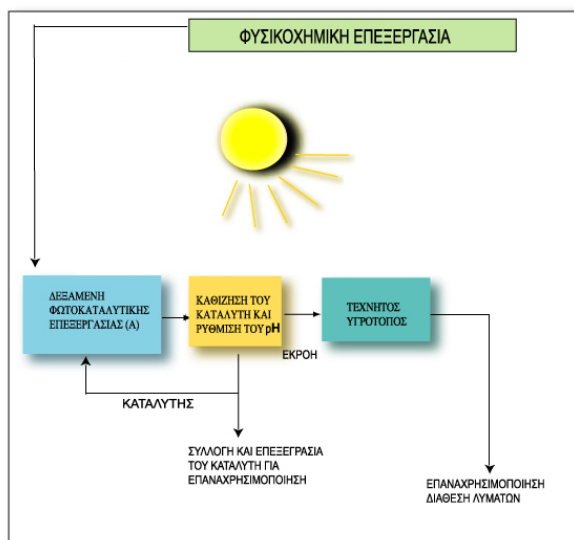 ΦΥΣΙΚΟΧΗΜΙΚΗ ΕΠΕΞΕΡΓΑΣΙΑ
ΔΕΞΑΜΕΝΗ
ΦΩΤΟΚΑΤΑΛΥΤΙΚΗΣ
ΕΠΕΞΕΡΓΑΣΙΑΣ (Α)
ΚΑΘΙΖΗΣΗ ΤΟΥ
ΚΑΤΑΛΥΤΗ ΚΑΙ
ΡΥΘΜΙΣΗ ΤΟΥ pH
ΤΕΧΝΗΤΟΣ
ΥΓΡΟΤΟΠΟΣ
ΕΚΡΟΗ
ΚΑΤΑΛΥΤΗΣ
ΣΥΛΛΟΓΗ ΚΑΙ ΕΠΕΞΕΓΡΑΣΙΑ
ΤΟΥ ΚΑΤΑΛΥΤΗ ΓΙΑ
ΕΠΑΝΑΧΡΗΣΙΜΟΠΟΙΗΣΗ
ΕΠΑΝΑΧΡΗΣΙΜΟΠΟΙΗΣΗ
ΔΙΑΘΕΣΗ ΛΥΜΑΤΩΝ